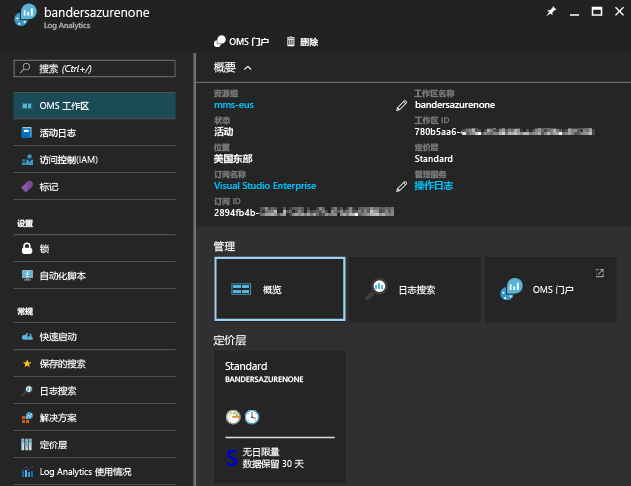 bandersazurenone
Log Analytics
OMS 门户
删除
搜索 (Ctrl+/)
OMS 工作区
活动日志
访问控制(IAM)
标记
设置
锁
自动化脚本
常规
快速启动
保存的搜索
日志搜索
解决方案
定价层
Log Analytics 使用情况
概要
资源组
mms-eus
状态
活动
位置
美国东部
订阅名称
Visual Studio Enterprise
订阅 ID
2894fb4b-
工作区名称
bandersazurenone
工作区 ID
780b5aa6-
定价层
Standard
管理服务
操作日志
管理
概览
日志搜索
OMS 门户
定价层
Standard
BANDERSAZURENONE
S
无日限量
数据保留 30 天